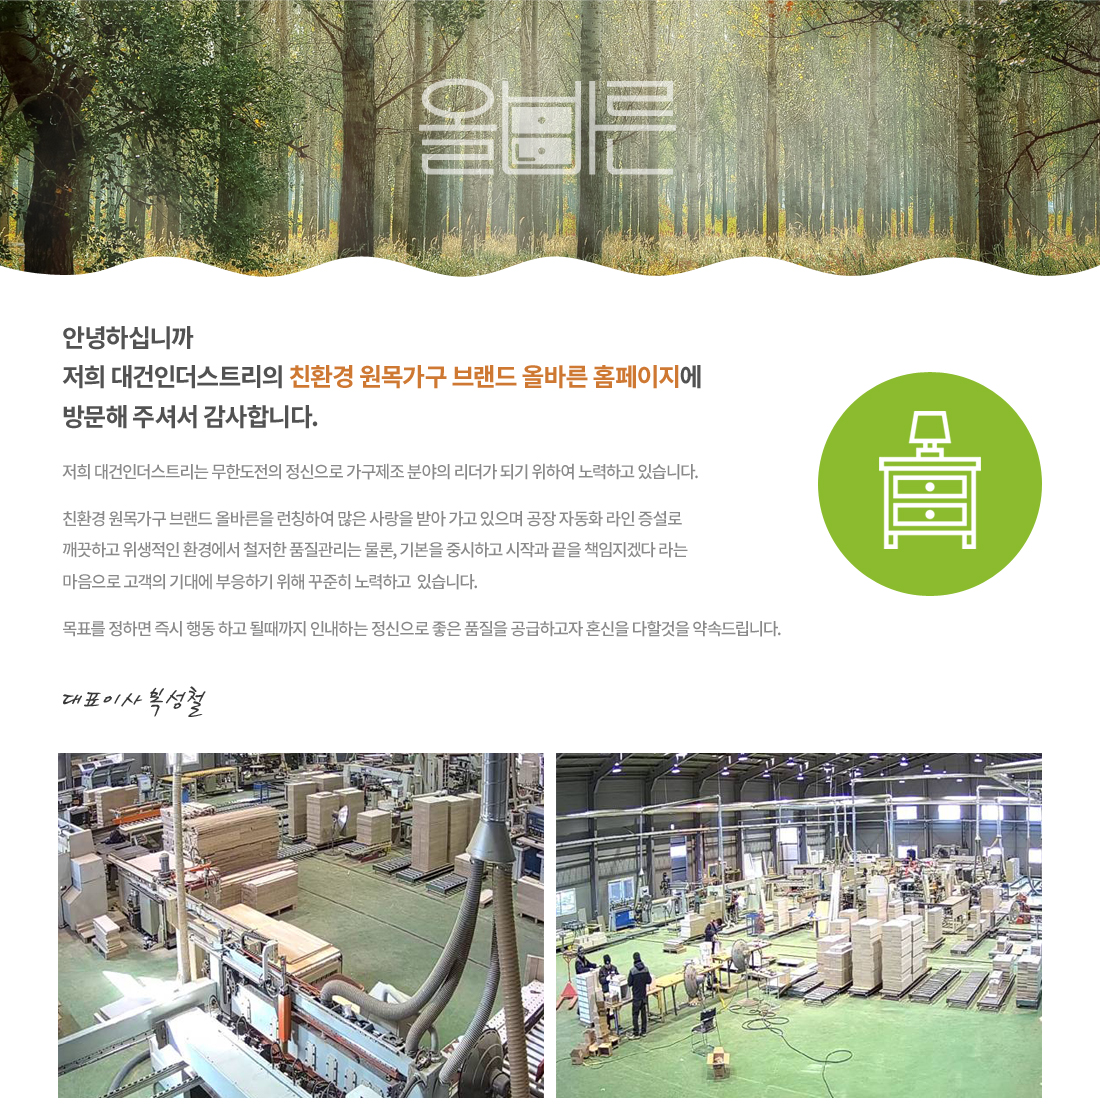 올바른
안녕하십니까
저희 대건인더스트리의 친환경 원목가구 브랜드 올바른 홈페이지에
방문해 주셔서 감사합니다.
저희 대건인더스트리는 무한도전의 정신으로 가구제조 분야의 리더가 되기 위하여 노력하고 있습니다.
친환경 원목가구 브랜드 올바른을 런칭하여 많은 사랑을 받아 가고 있으며 공장 자동화 라인 증설로
깨끗하고 위생적인 환경에서 철저한 품질관리는 물론, 기본을 중시하고 시작과 끝을 책임지겠다 라는
마음으로 고객의 기대에 부응하기 위해 꾸준히 노력하고 있습니다.
목표를 정하면 즉시 행동 하고 될때까지 인내하는 정신으로 좋은 품질을 공급하고자 혼신을 다할것을 약속드립니다.
대표이사 복성철